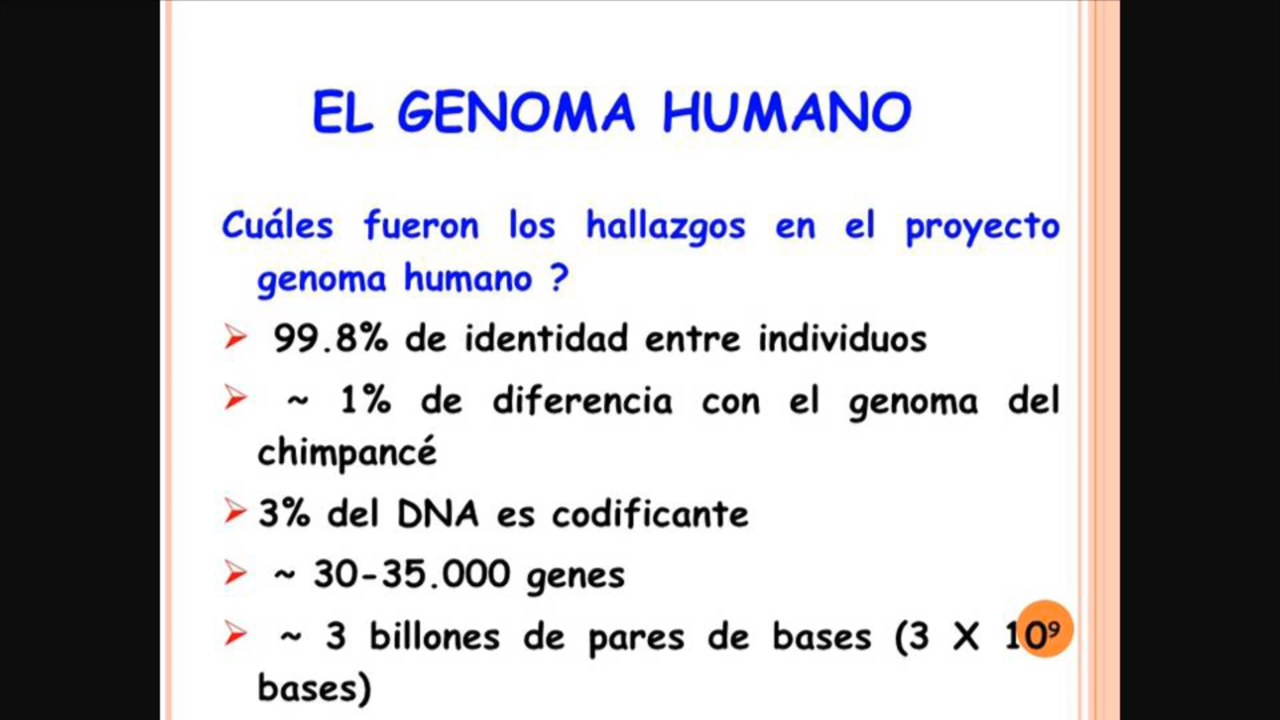 EL GENOMA HUMANO
Cuáles fueron los hallazgos en el proyecto
genoma humano ?
99.8% de identidad entre individuos
~ 1% de diferencia con el genoma del
chimpancé
3% del DNA es codificante
~ 30-35.000 genes
~ 3 billones de pares de bases (3 X 10⁹
bases)